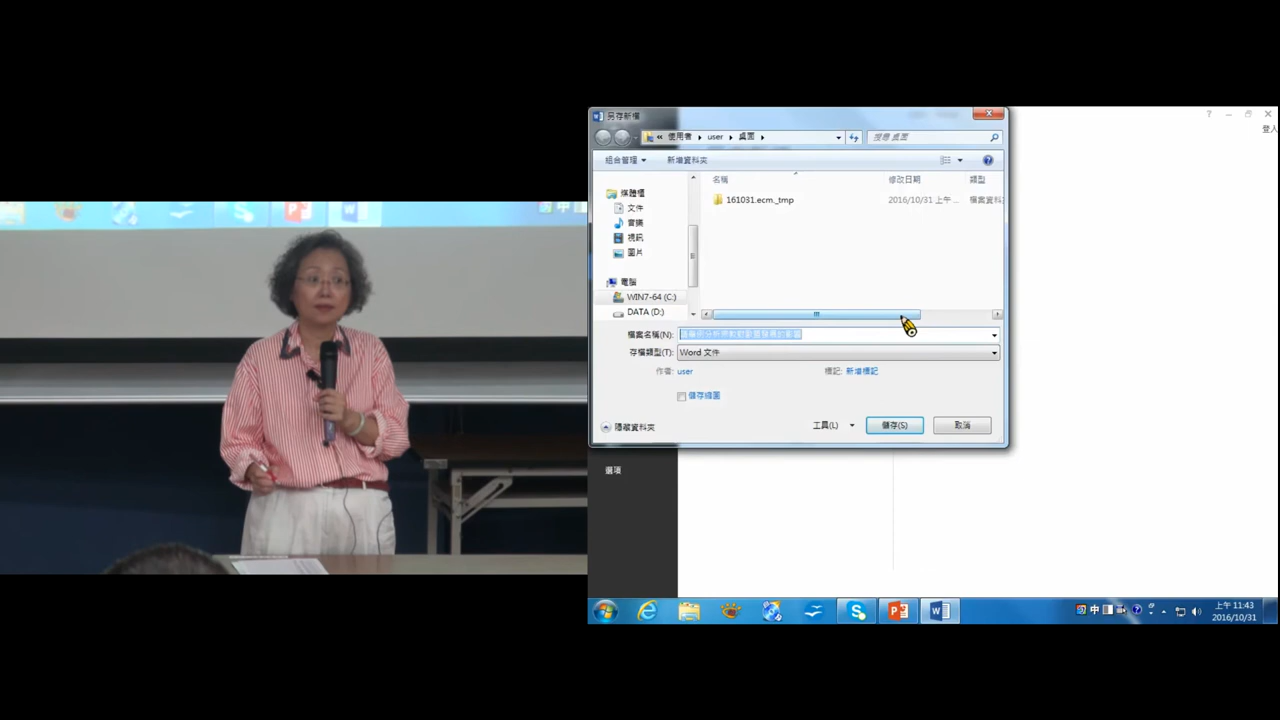 另存新檔
« 使用者 ▸ user ▸ 桌面 ▸
搜尋 桌面
組合管理 ▾ 新增資料夾
名稱 修改日期 類型
161031.ecm._tmp 2016/10/31 上午 ... 檔案資料
媒體櫃
文件
音樂
視訊
圖片
電腦
WIN7-64 (C:)
DATA (D:)
檔案名稱(N):
存檔類型(T): Word 文件
作者: user 標記: 新增標記
儲存縮圖
隱藏資料夾 工具(L) 儲存(S) 取消
登人
選項
中
上午 11:43
2016/10/31